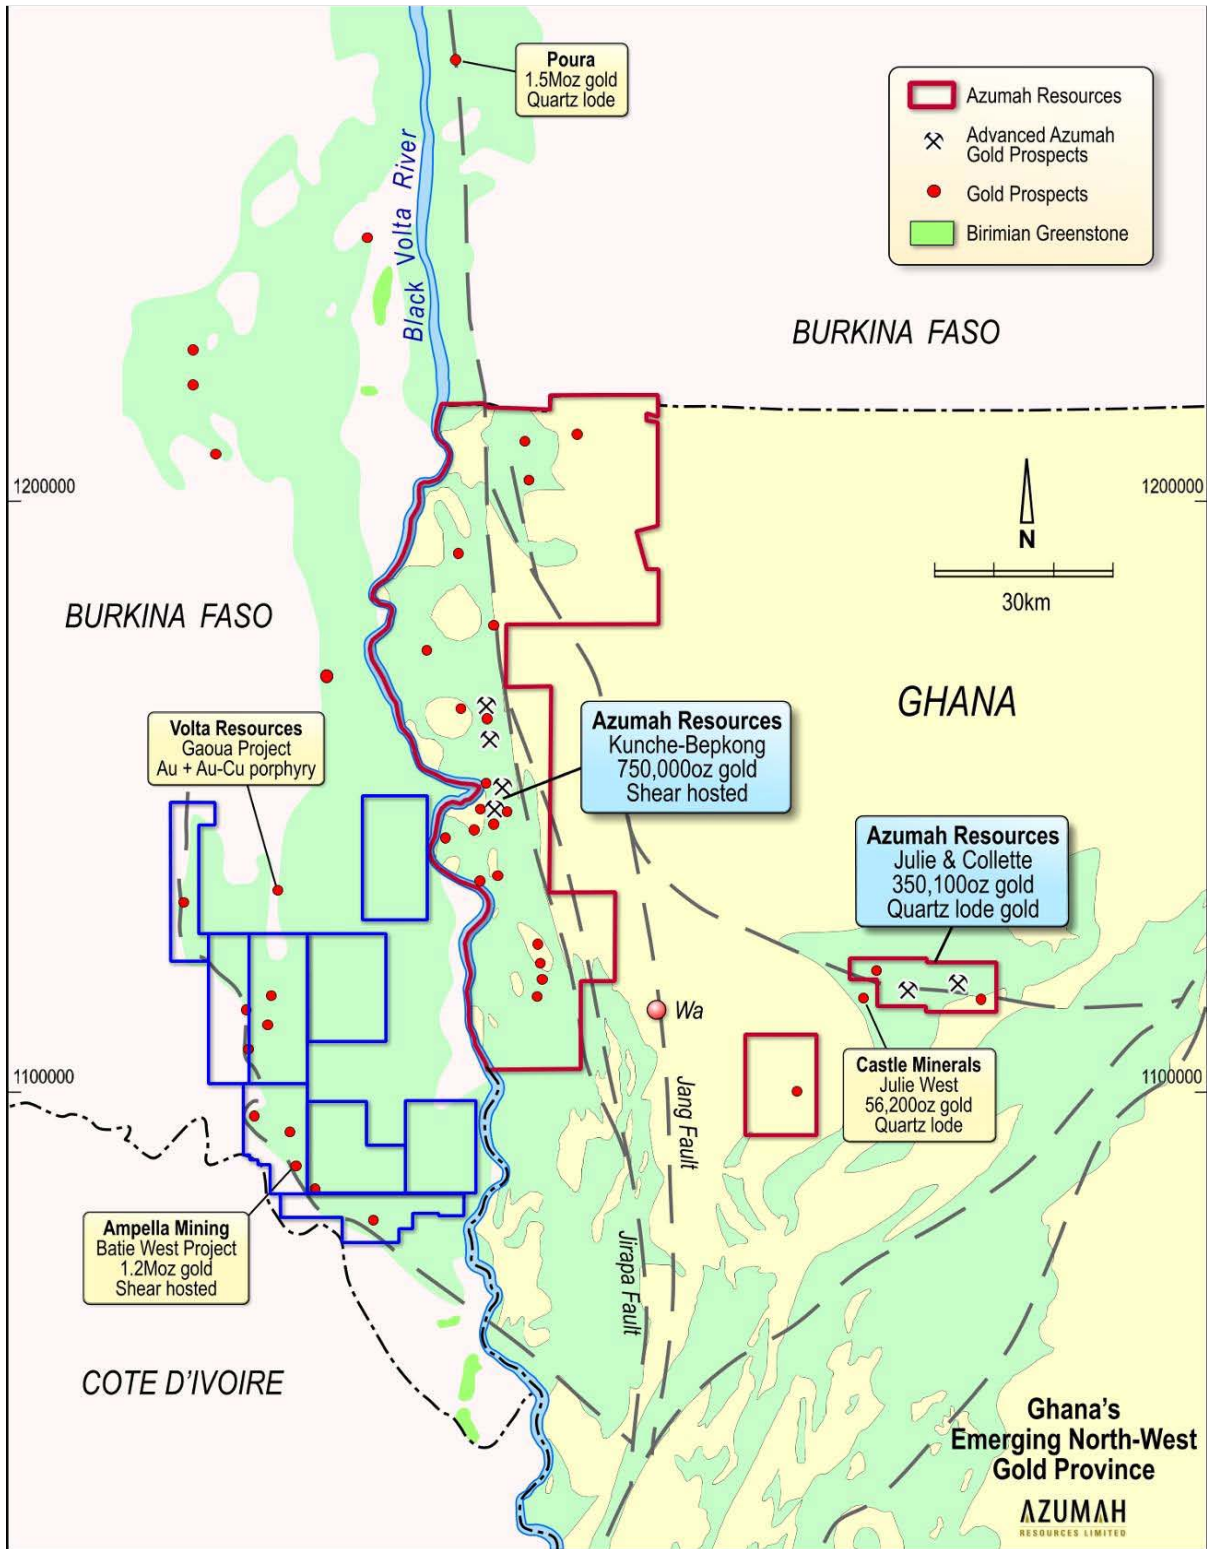 Poura
1.5Moz gold
Quartz lode
Azumah Resources
Advanced Azumah
Gold Prospects
Gold Prospects
Birimian Greenstone
Black Volta River
BURKINA FASO
1200000
1200000
N
30km
BURKINA FASO
GHANA
Volta Resources
Gaoua Project
Au + Au-Cu porphyry
Azumah Resources
Kunche-Bepkong
750,000oz gold
Shear hosted
Azumah Resources
Julie & Collette
350,100oz gold
Quartz lode gold
Wa
1100000
1100000
Castle Minerals
Julie West
56,200oz gold
Quartz lode
Jang Fault
Jirapa Fault
Ampella Mining
Batie West Project
1.2Moz gold
Shear hosted
COTE D'IVOIRE
Ghana's
Emerging North-West
Gold Province
AZUMAH
RESOURCES LIMITED